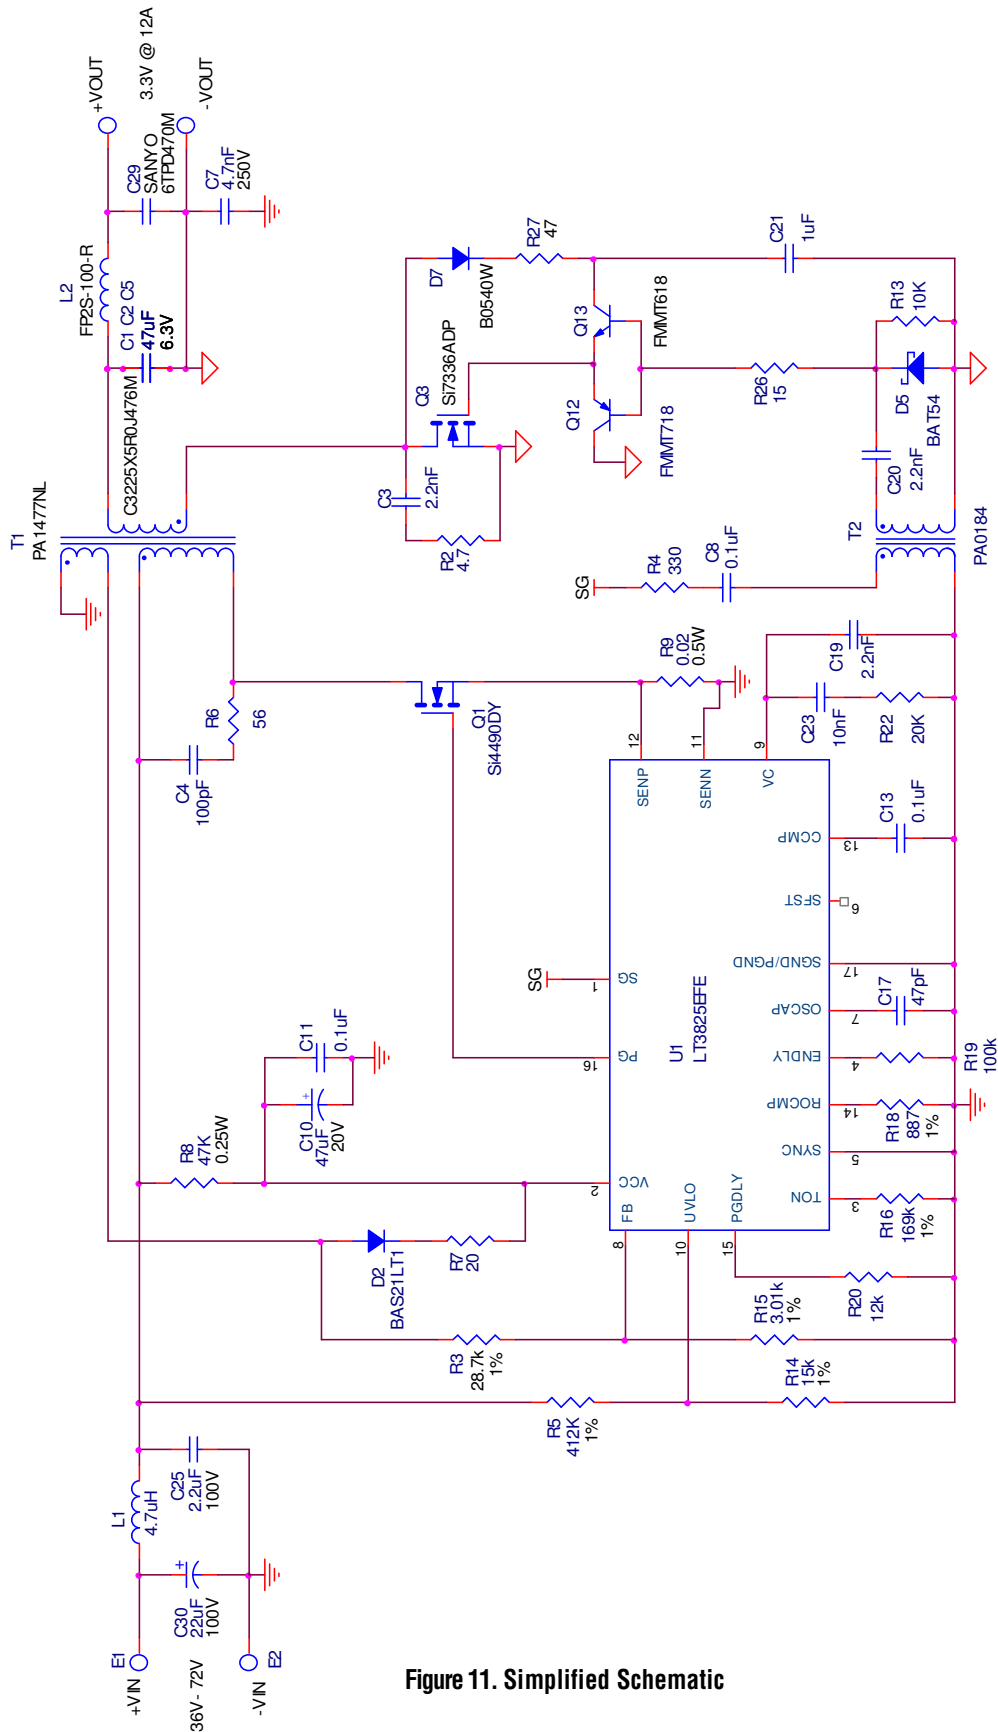 +VIN
E1
36V - 72V
-VIN
E2
C30
22uF
100V
+
L1
4.7uH
C25
2.2uF
100V
R5
412K
1%
R14
15k
1%
R3
28.7k
1%
R15
3.01k
1%
R20
12k
D2
BAS21LT1
R7
20
R8
47K
0.25W
C10
47uF
20V
+
C11
0.1uF
U1
LT3825EFE
FB
8
UVLO
10
PGDLY
15
VCC
2
PG
16
SG
1
SG
TON
3
SYNC
5
ROCMP
14
ENDLY
4
OSCAP
7
SGND/PGND
17
SFST
6
CCMP
13
SENP
12
SENN
11
VC
9
R16
169k
1%
R18
887
1%
R19
100k
C17
47pF
C13
0.1uF
C23
10nF
R22
20K
C19
2.2nF
C4
100pF
R6
56
Q1
Si4490DY
R9
0.02
0.5W
SG
R4
330
C8
0.1uF
T1
PA1477NL
T2
PA0184
C3
2.2nF
R2
4.7
Q3
Si7336ADP
D7
B0540W
R27
47
Q12
FMMT718
Q13
FMMT618
R26
15
C21
1uF
C20
2.2nF
D5
BAT54
R13
10K
C3225X5R0J476M
C1 C2 C5
47uF
6.3V
L2
FP2S-100-R
C29
SANYO
6TPD470M
C7
4.7nF
250V
+VOUT
3.3V @ 12A
-VOUT
Figure 11. Simplified Schematic